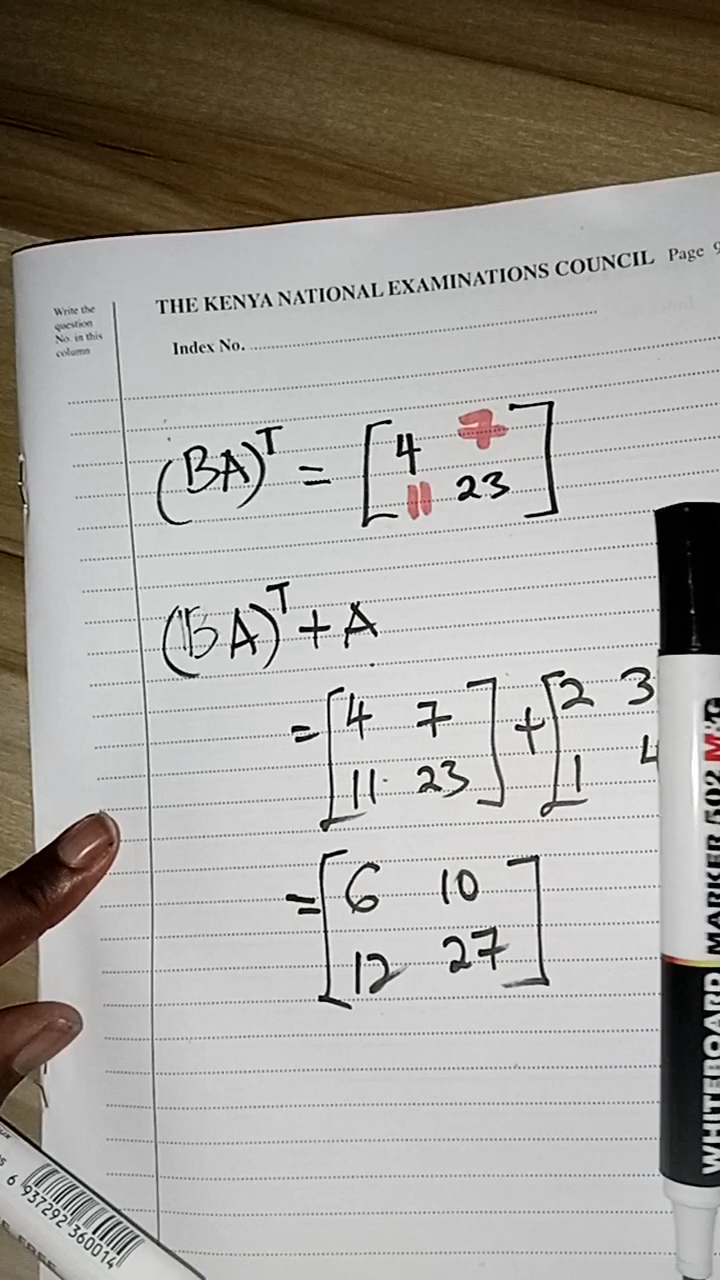 THE KENYA NATIONAL EXAMINATIONS COUNCIL Page 9
Write the
question
No. in this
column
Index No.
(BA)ᵀ = [4 7
11 23]
(BA)ᵀ + A
= [4 7
11 23] + [2 3
1 4
= [6 10
12 27]
WHITEBOARD MARKER 502 M&G
6 937292 360014